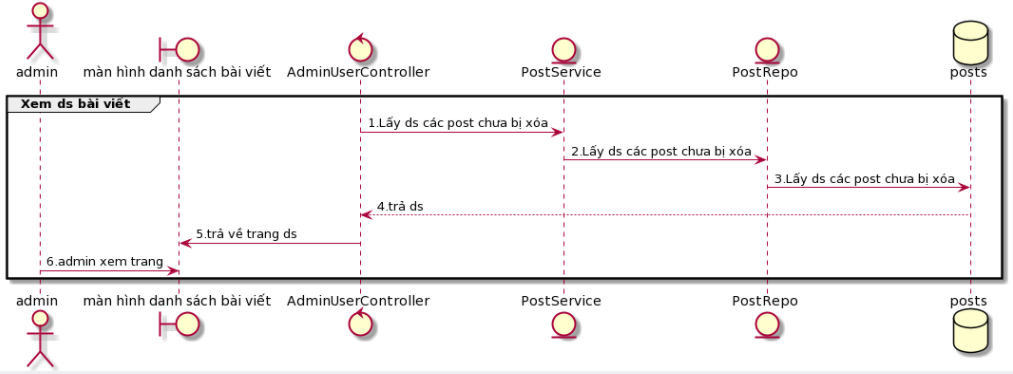 admin
màn hình danh sách bài viết
AdminUserController
PostService
PostRepo
posts
Xem ds bài viết
1.Lấy ds các post chưa bị xóa
2.Lấy ds các post chưa bị xóa
3.Lấy ds các post chưa bị xóa
4.trả ds
5.trả về trang ds
6.admin xem trang
admin
màn hình danh sách bài viết
AdminUserController
PostService
PostRepo
posts